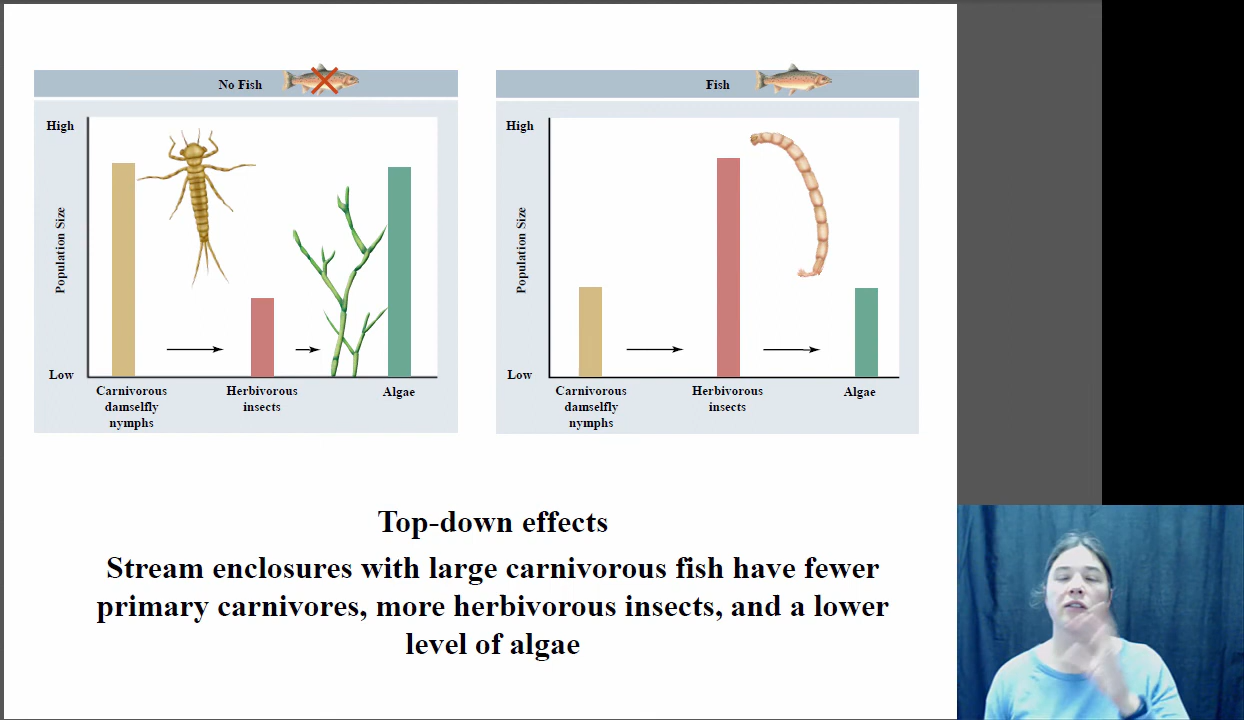 No Fish
High
Population Size
Low
Carnivorous
damselfly
nymphs
Herbivorous
insects
Algae
Fish
High
Population Size
Low
Carnivorous
damselfly
nymphs
Herbivorous
insects
Algae
Top-down effects
Stream enclosures with large carnivorous fish have fewer
primary carnivores, more herbivorous insects, and a lower
level of algae